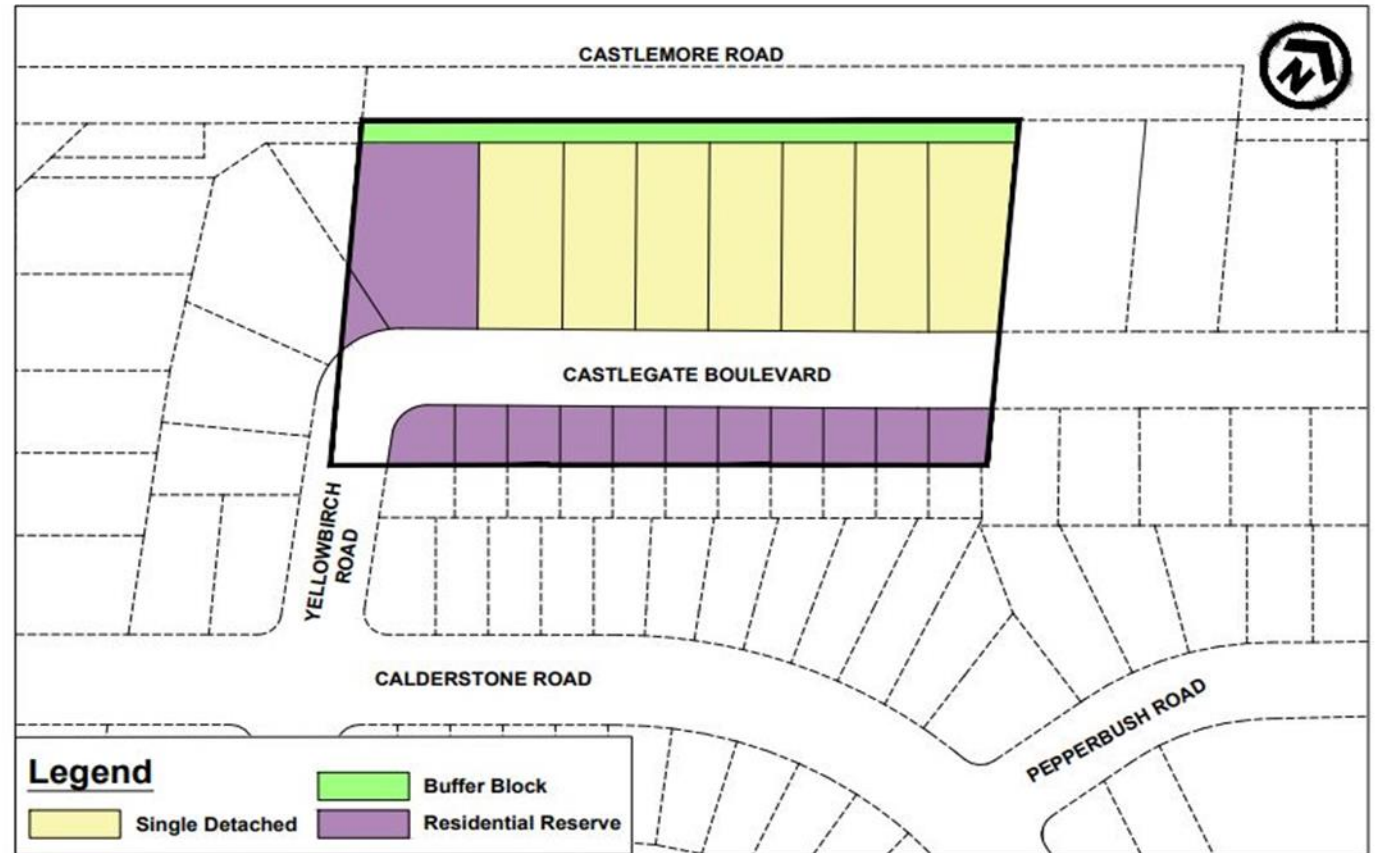 CASTLEMORE ROAD
N
CASTLEGATE BOULEVARD
YELLOWBIRCH
ROAD
CALDERSTONE ROAD
PEPPERBUSH ROAD
Legend
Buffer Block
Single Detached
Residential Reserve